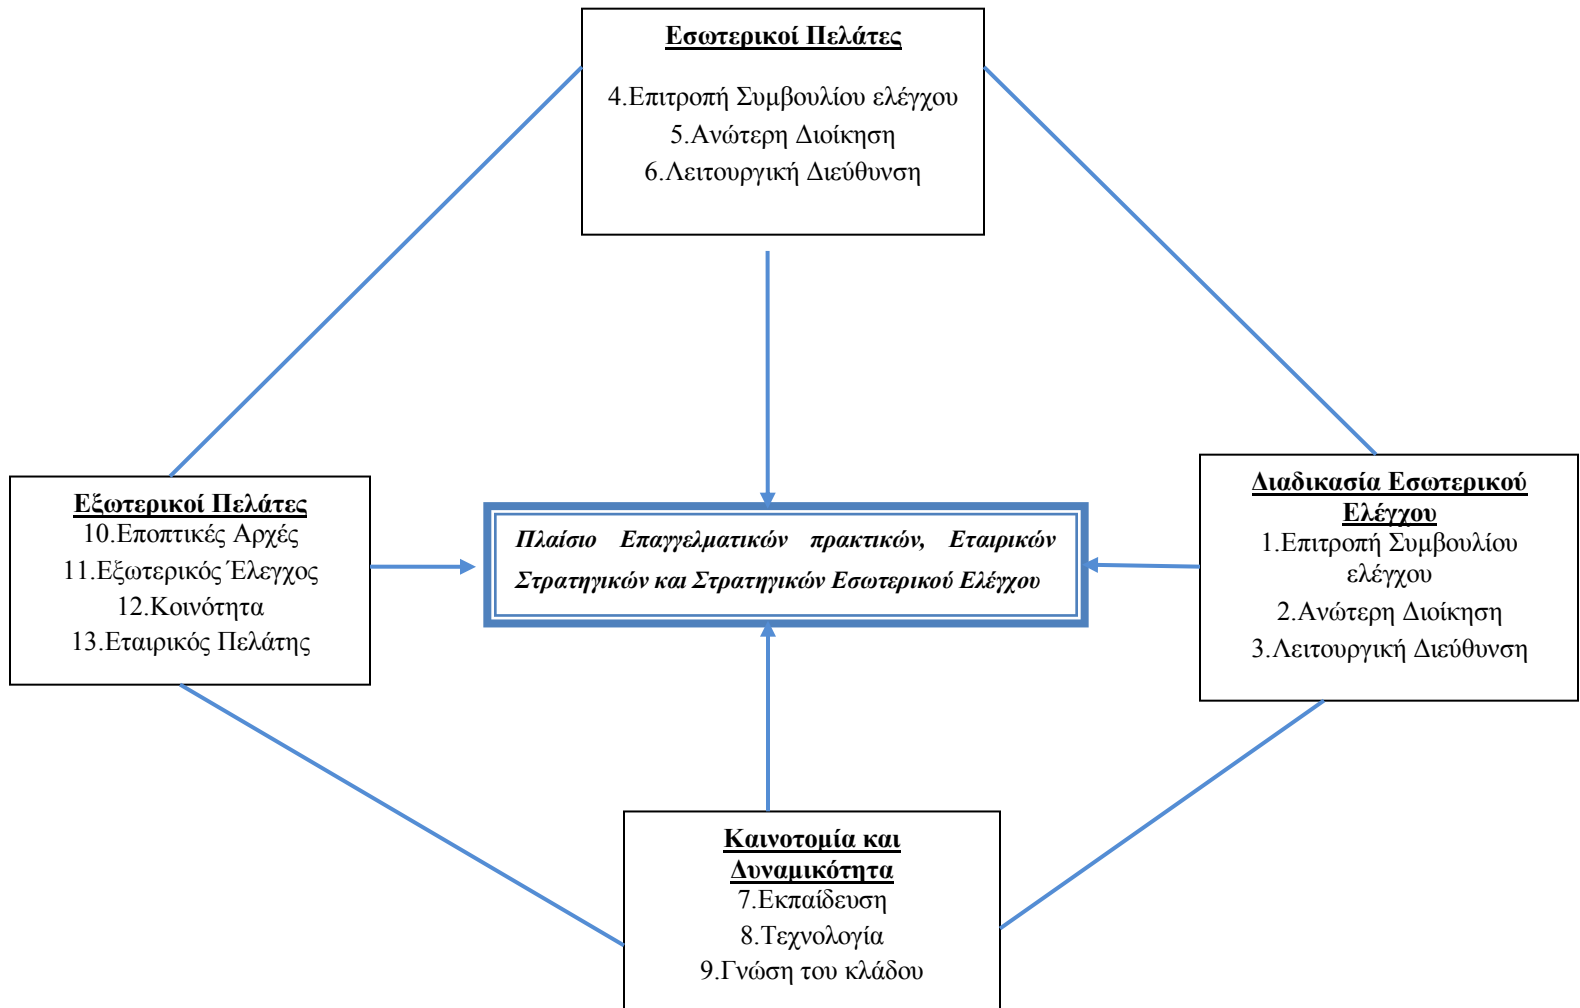 Εσωτερικοί Πελάτες
4.Επιτροπή Συμβουλίου ελέγχου
5.Ανώτερη Διοίκηση
6.Λειτουργική Διεύθυνση
Εξωτερικοί Πελάτες
10.Εποπτικές Αρχές
11.Εξωτερικός Έλεγχος
12.Κοινότητα
13.Εταιρικός Πελάτης
Πλαίσιο Επαγγελματικών πρακτικών, Εταιρικών
Στρατηγικών και Στρατηγικών Εσωτερικού Ελέγχου
Διαδικασία Εσωτερικού
Ελέγχου
1.Επιτροπή Συμβουλίου
ελέγχου
2.Ανώτερη Διοίκηση
3.Λειτουργική Διεύθυνση
Καινοτομία και
Δυναμικότητα
7.Εκπαίδευση
8.Τεχνολογία
9.Γνώση του κλάδου